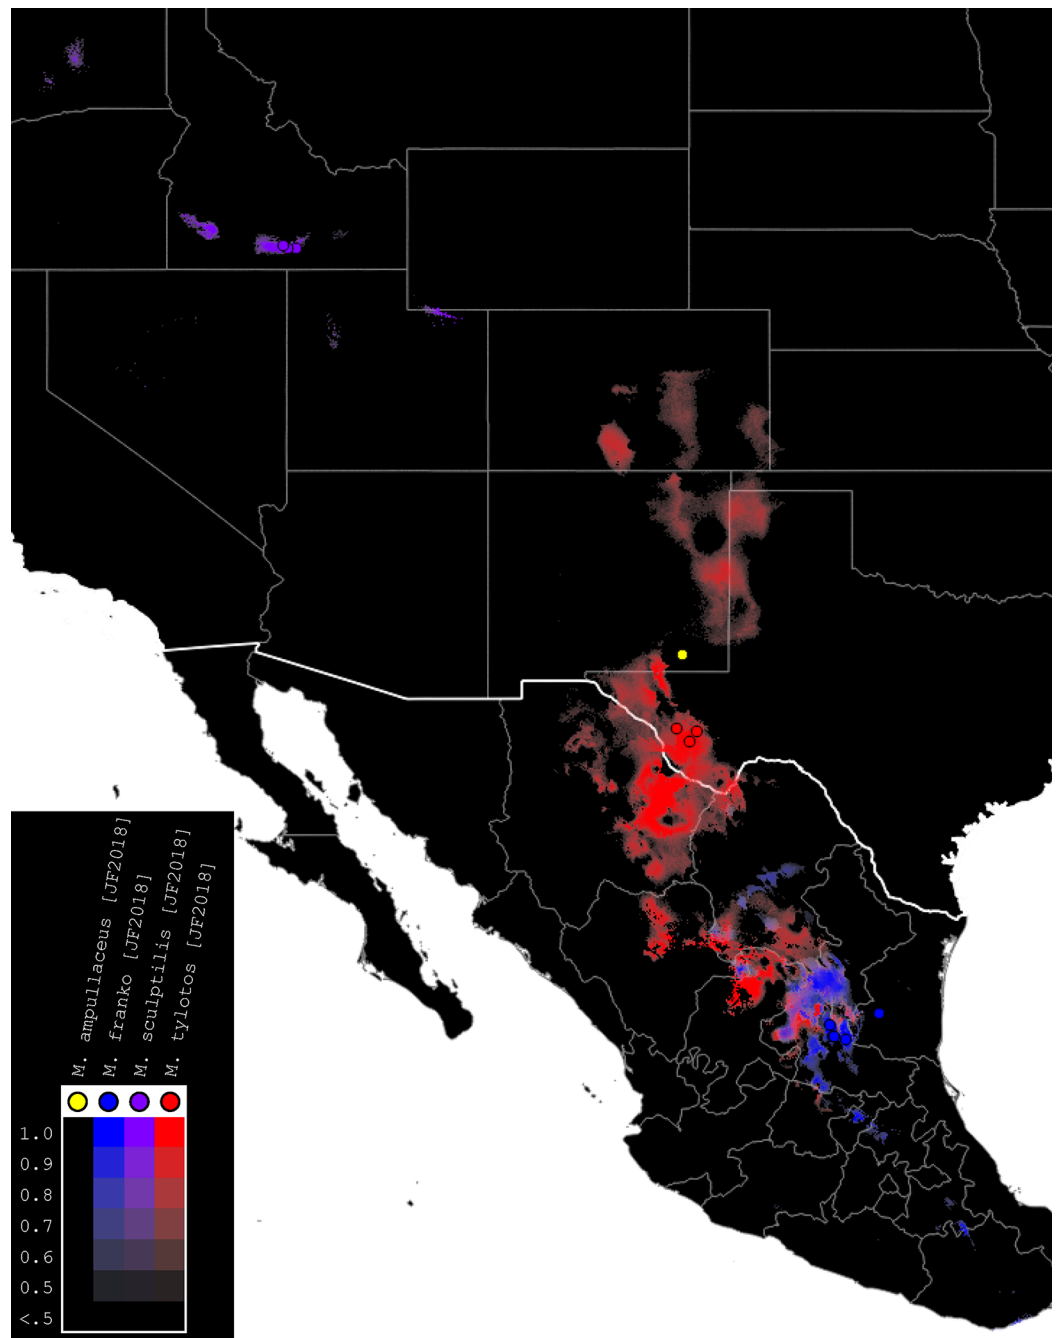 M. ampullaceus [JF2018]
M. franko [JF2018]
M. sculptilis [JF2018]
M. tylotos [JF2018]
1.0
0.9
0.8
0.7
0.6
0.5
<.5